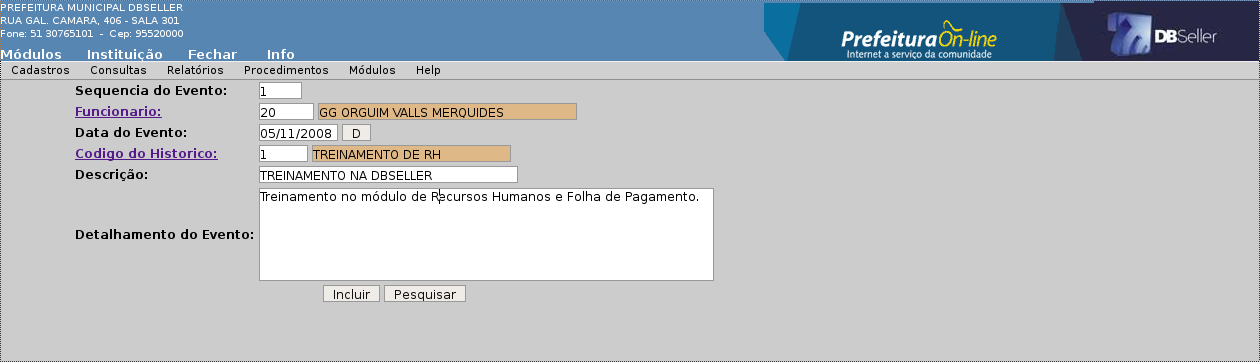 PREFEITURA MUNICIPAL DBSELLER
RUA GAL. CAMARA, 406 - SALA 301
Fone: 51 30765101  -  Cep: 95520000
Módulos Instituição Fechar Info
PrefeituraOn-line
Internet a serviço da comunidade
DBSeller
Cadastros Consultas Relatórios Procedimentos Módulos Help
Sequencia do Evento: 1
Funcionario: 20 GG ORGUIM VALLS MERQUIDES
Data do Evento: 05/11/2008 D
Codigo do Historico: 1 TREINAMENTO DE RH
Descrição: TREINAMENTO NA DBSELLER
Treinamento no módulo de Recursos Humanos e Folha de Pagamento.
Detalhamento do Evento:
Incluir Pesquisar